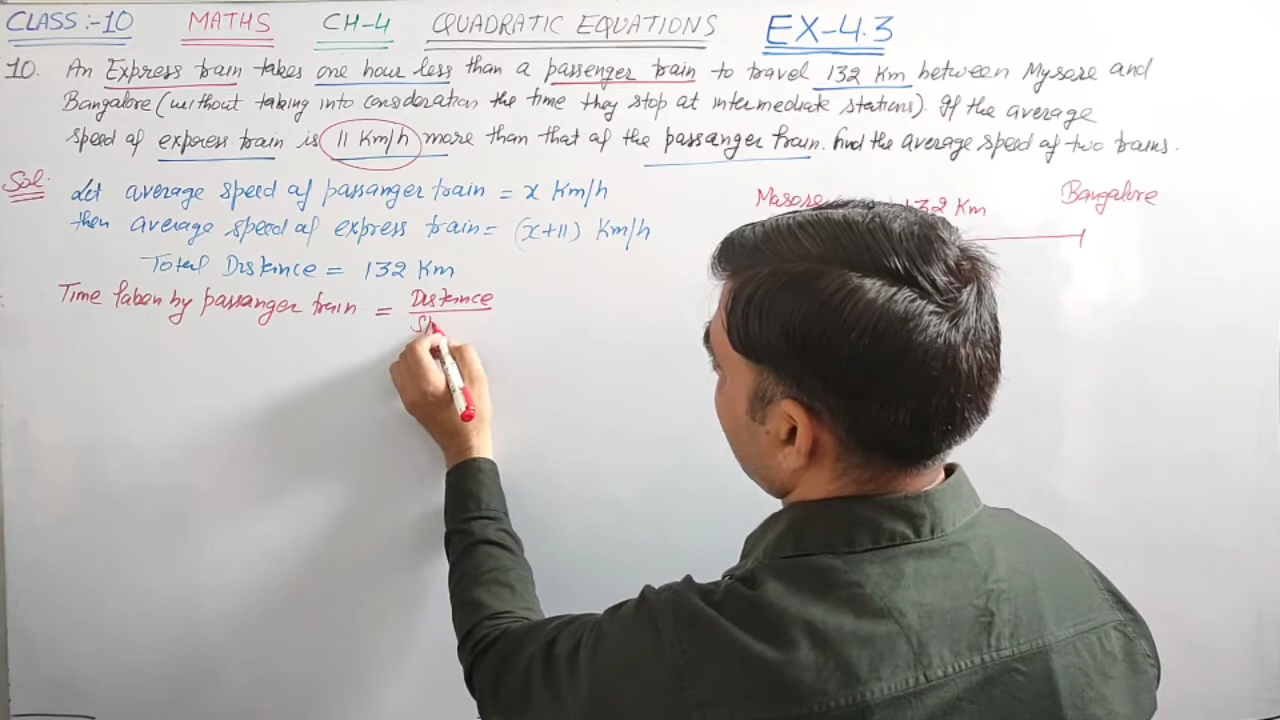 CLASS :- 10 MATHS CH-4 QUADRATIC EQUATIONS EX-4.3
10. An Express train takes one hour less than a passenger train to travel 132 Km between Mysore and
Bangalore (without taking into consideration the time they stop at intermediate stations). If the average
speed of express train is 11 Km/h more than that of the passanger train. find the average speed of two trains.
Sol: Let average speed of passanger train = x Km/h
then average speed of express train = (x+11) Km/h
Total Distance = 132 Km
Time taken by passanger train = Distance
Masore 132 Km Bangalore